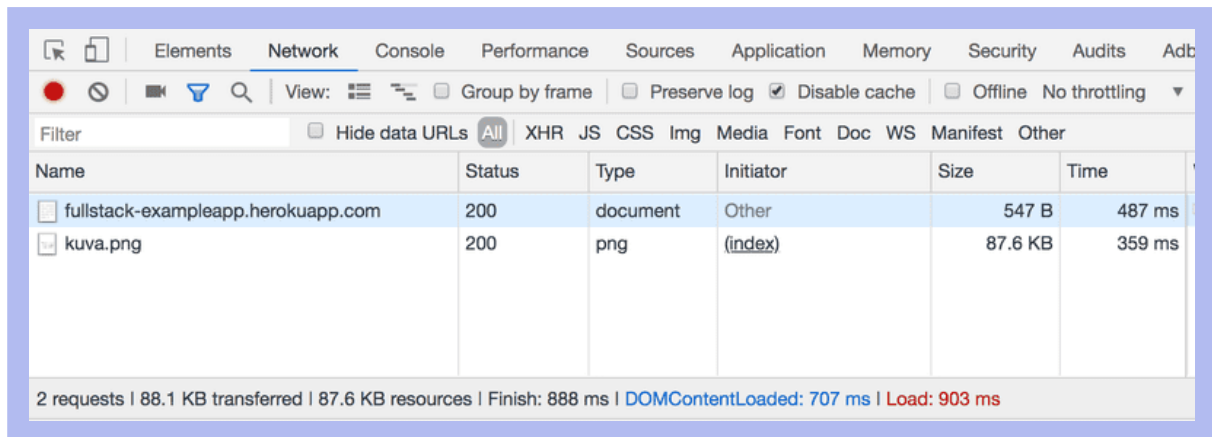 Elements Network Console Performance Sources Application Memory Security Audits Adb
View: Group by frame Preserve log Disable cache Offline No throttling
Filter Hide data URLs All XHR JS CSS Img Media Font Doc WS Manifest Other
Name Status Type Initiator Size Time
fullstack-exampleapp.herokuapp.com 200 document Other 547 B 487 ms
kuva.png 200 png (index) 87.6 KB 359 ms
2 requests | 88.1 KB transferred | 87.6 KB resources | Finish: 888 ms | DOMContentLoaded: 707 ms | Load: 903 ms